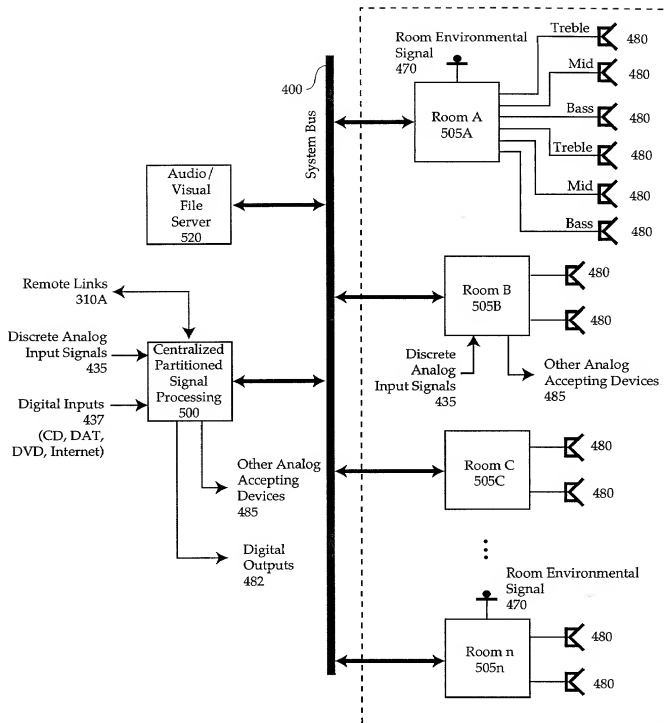 Room Environmental
Signal
470
400
System Bus
Treble
480
Mid
480
Room A
505A
Bass
480
Treble
480
Mid
480
Bass
480
Audio/
Visual
File
Server
520
Remote Links
310A
Discrete Analog
Input Signals
435
Digital Inputs
437
(CD, DAT,
DVD, Internet)
Centralized
Partitioned
Signal
Processing
500
Other Analog
Accepting
Devices
485
Digital
Outputs
482
Room B
505B
480
480
Discrete
Analog
Input Signals
435
Other Analog
Accepting Devices
485
Room C
505C
480
480
Room Environmental
Signal
470
Room n
505n
480
480